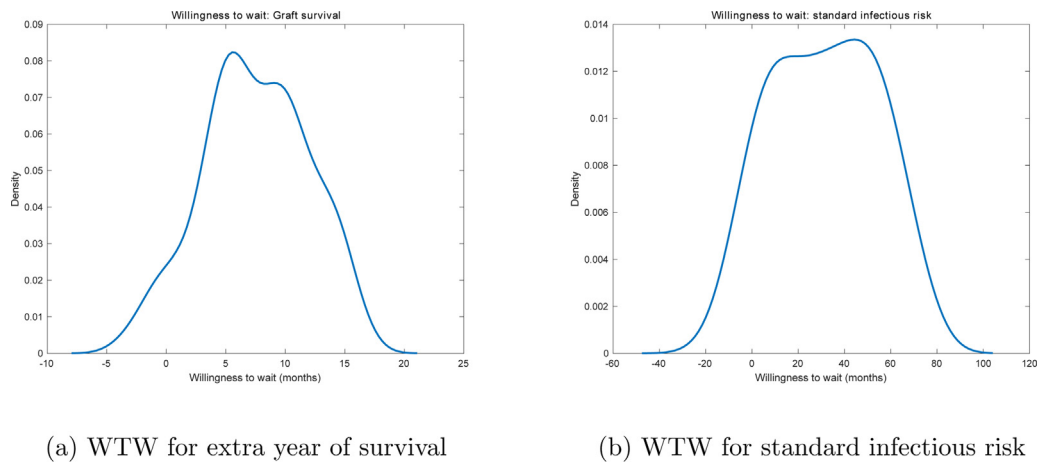 Willingness to wait: Graft survival
0.09
0.08
0.07
0.06
0.05
0.04
0.03
0.02
0.01
0
Density
-10 -5 0 5 10 15 20 25
Willingness to wait (months)
(a) WTW for extra year of survival
Willingness to wait: standard infectious risk
0.014
0.012
0.01
0.008
0.006
0.004
0.002
0
Density
-60 -40 -20 0 20 40 60 80 100 120
Willingness to wait (months)
(b) WTW for standard infectious risk